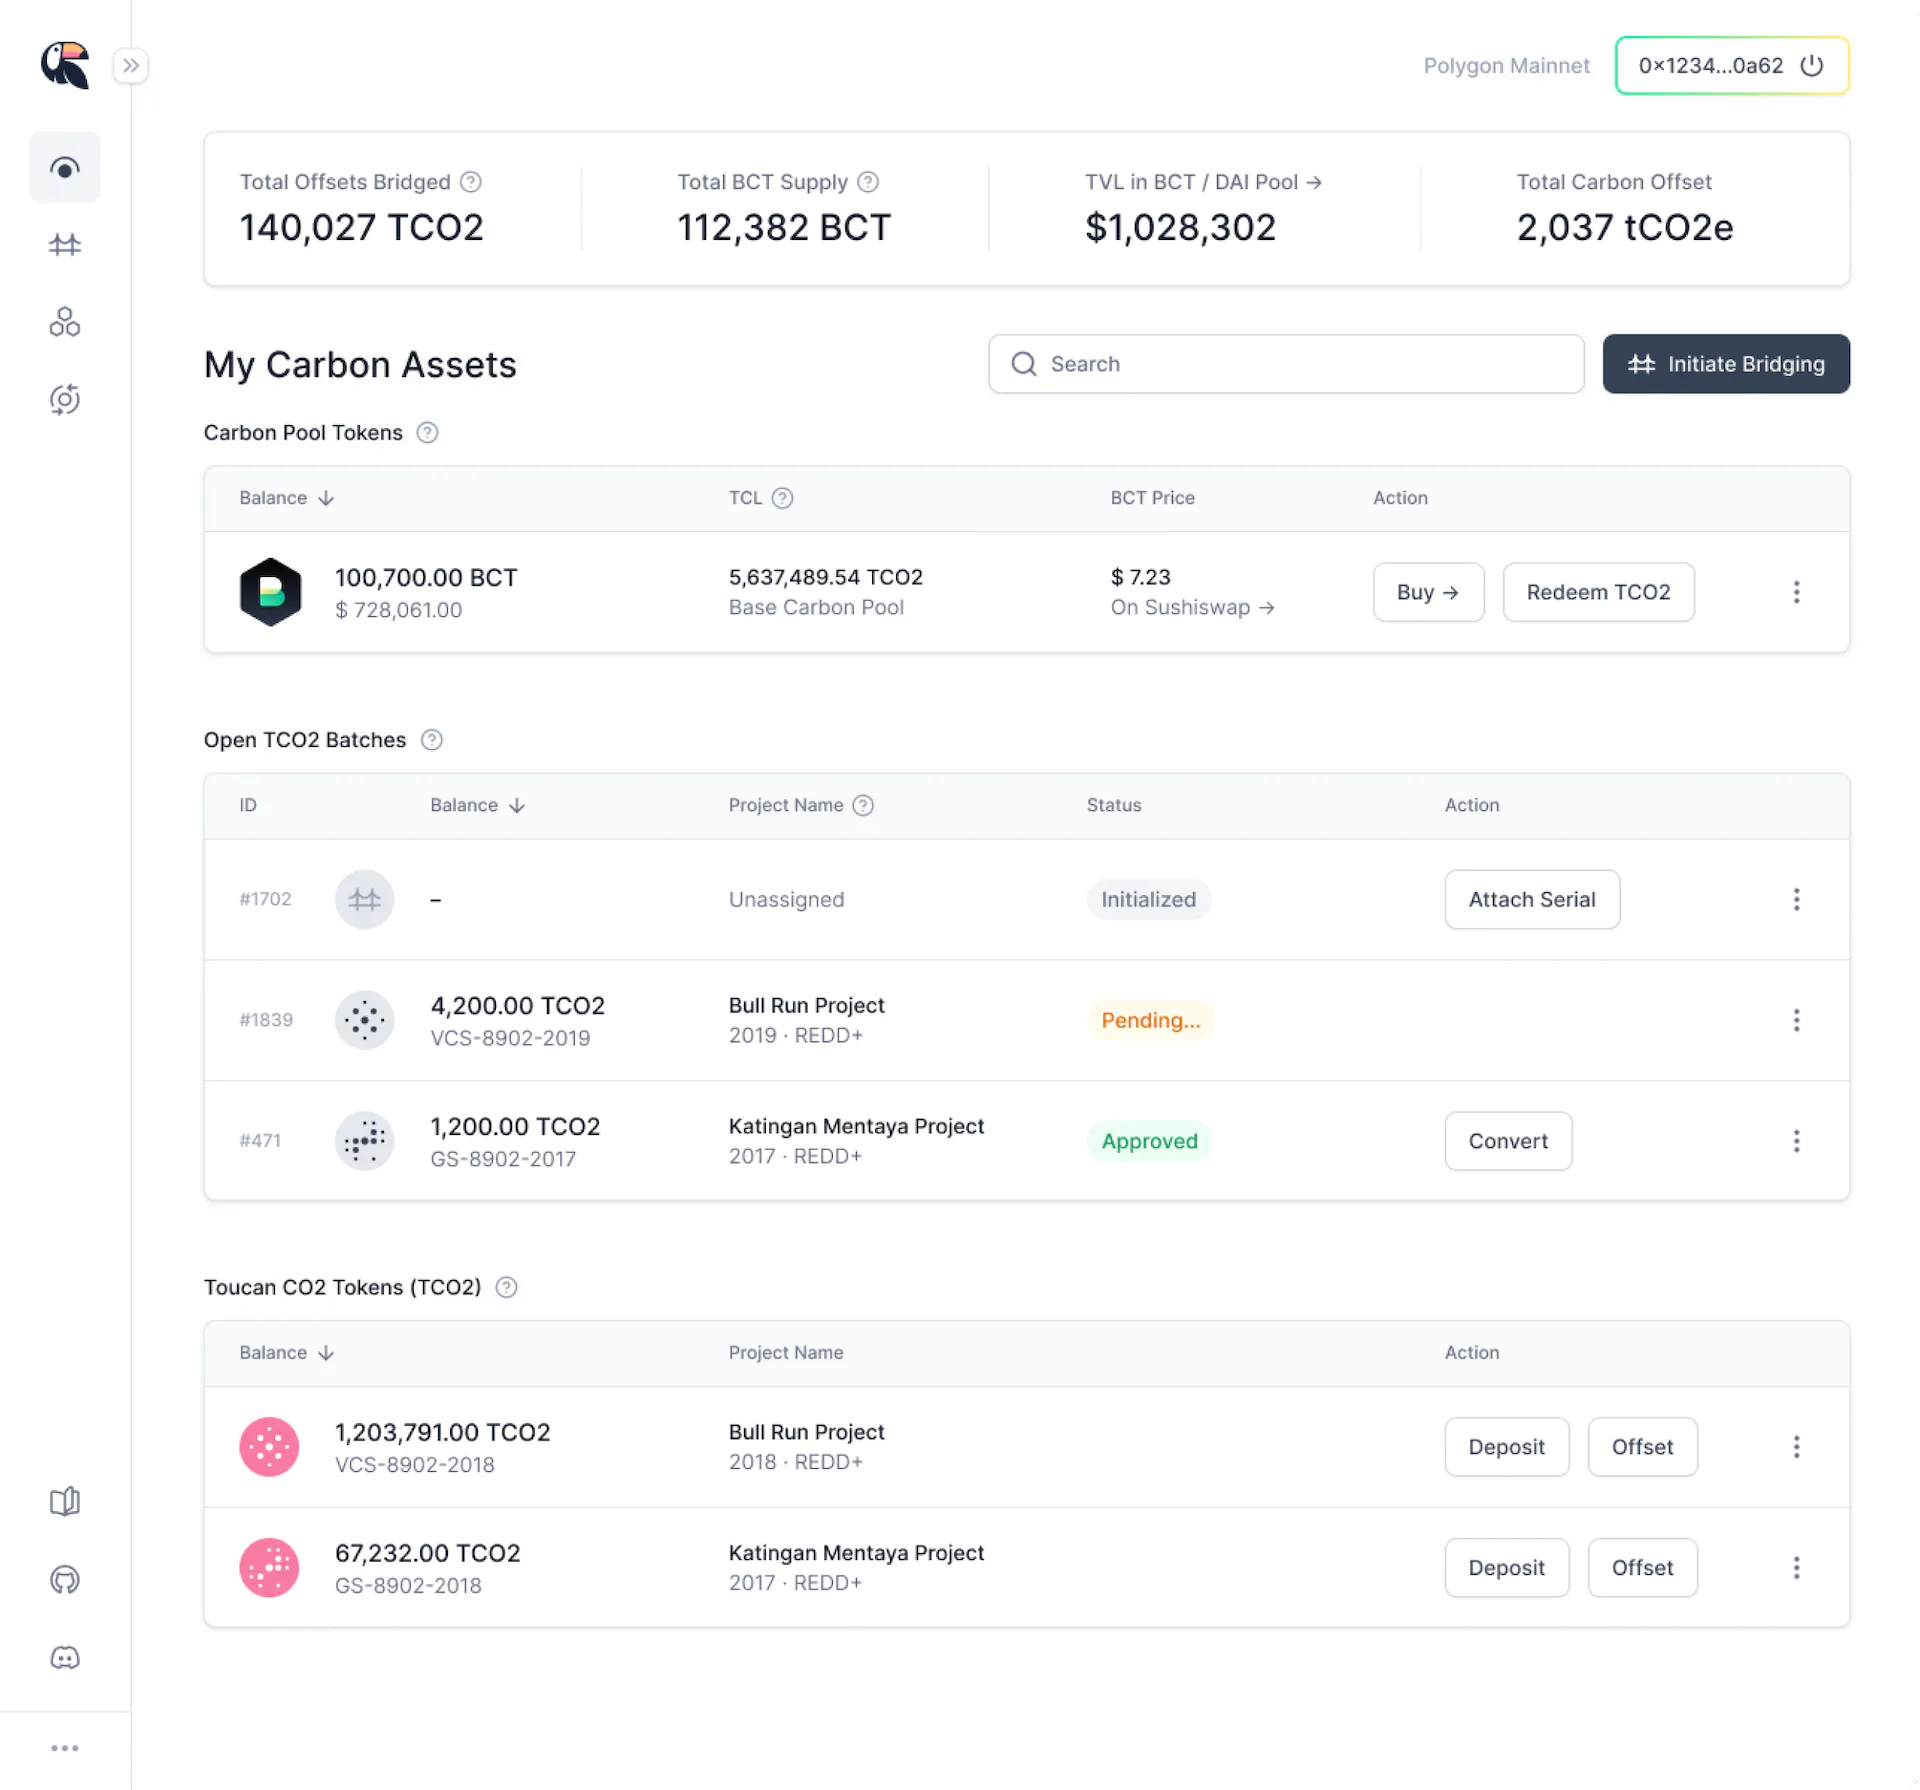 Polygon Mainnet
0×1234...0a62
Total Offsets Bridged ?
140,027 TCO2
Total BCT Supply ?
112,382 BCT
TVL in BCT / DAI Pool →
$1,028,302
Total Carbon Offset
2,037 tCO2e
My Carbon Assets
Search
Initiate Bridging
Carbon Pool Tokens ?
Balance ↓
TCL ?
BCT Price
Action
100,700.00 BCT
$ 728,061.00
5,637,489.54 TCO2
Base Carbon Pool
$ 7.23
On Sushiswap →
Buy →
Redeem TCO2
Open TCO2 Batches ?
ID
Balance ↓
Project Name ?
Status
Action
#1702
–
Unassigned
Initialized
Attach Serial
#1839
4,200.00 TCO2
VCS-8902-2019
Bull Run Project
2019 · REDD+
Pending...
#471
1,200.00 TCO2
GS-8902-2017
Katingan Mentaya Project
2017 · REDD+
Approved
Convert
Toucan CO2 Tokens (TCO2) ?
Balance ↓
Project Name
Action
1,203,791.00 TCO2
VCS-8902-2018
Bull Run Project
2018 · REDD+
Deposit
Offset
67,232.00 TCO2
GS-8902-2018
Katingan Mentaya Project
2017 · REDD+
Deposit
Offset